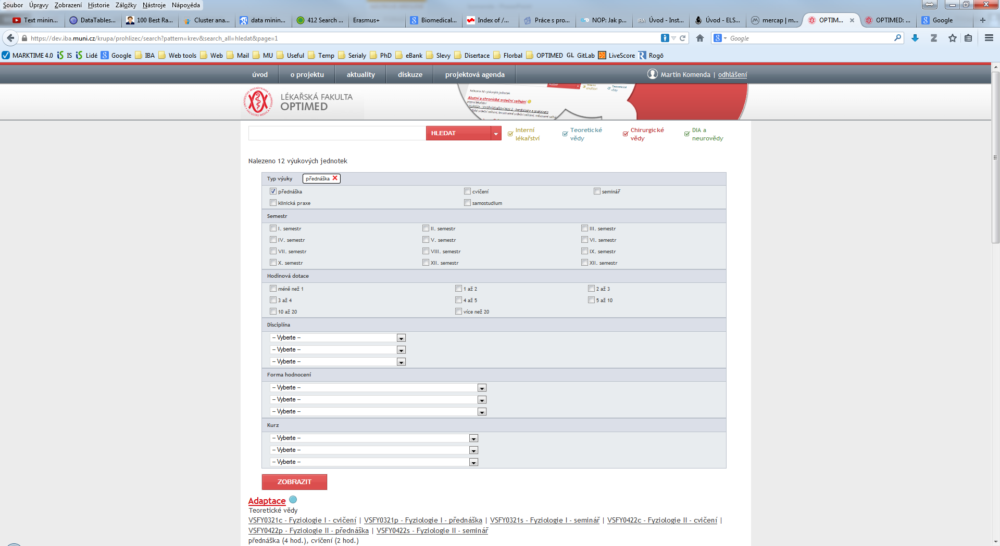 Soubor Úpravy Zobrazení Historie Záložky Nástroje Nápověda
Text minin... DataTables... 100 Best Ra... Cluster ana... data minin... 412 Search ... Erasmus+ Biomedical... Index of /... Práce s pro... NOP: Jak p... IBA Úvod - Inst... Úvod - ELS... mercap | m... OPTIM... OPTIMED: ... Google
https://dev.iba.muni.cz/krupa/prohlizec/search?pattern=krev&search_all=hledat&page=1 Google
MARKTIME 4.0 IS Lidé Google IBA Web tools Web Mail MU Useful Temp Serialy PhD eBank Slevy Disertace Florbal OPTIMED GL GitLab LiveScore Rogō
úvod o projektu aktuality diskuze projektová agenda Martin Komenda | odhlášení
LÉKAŘSKÁ FAKULTA
OPTIMED
Akutní a chronické srdeční selhání
HLEDAT
Interní lékařství
Teoretické vědy
Chirurgické vědy
DIA a neurovědy
Nalezeno 12 výukových jednotek
Typ výuky přednáška
přednáška cvičení seminář
klinická praxe samostudium
Semestr
I. semestr II. semestr III. semestr
IV. semestr V. semestr VI. semestr
VII. semestr VIII. semestr IX. semestr
X. semestr XII. semestr XII. semestr
Hodinová dotace
méně než 1 1 až 2 2 až 3
3 až 4 4 až 5 5 až 10
10 až 20 více než 20
Disciplína
-- Vyberte --
-- Vyberte --
-- Vyberte --
Forma hodnocení
-- Vyberte --
-- Vyberte --
-- Vyberte --
Kurz
-- Vyberte --
-- Vyberte --
-- Vyberte --
ZOBRAZIT
Adaptace
Teoretické vědy
VSFY0321c - Fyziologie I - cvičení | VSFY0321p - Fyziologie I - přednáška | VSFY0321s - Fyziologie I - seminář | VSFY0422c - Fyziologie II - cvičení |
VSFY0422p - Fyziologie II - přednáška | VSFY0422s - Fyziologie II - seminář
přednáška (4 hod.), cvičení (2 hod.)